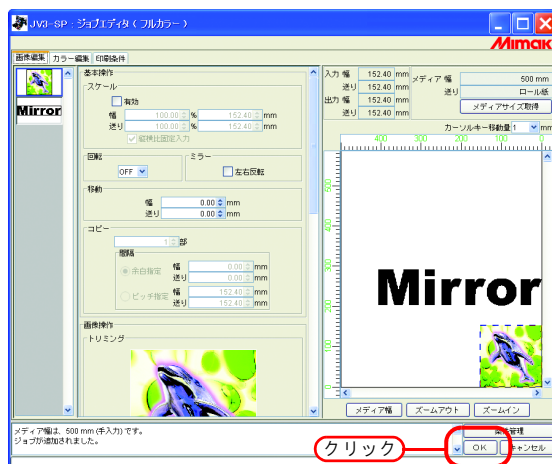 JV3-SP : ジョブエディタ ( フルカラー )
Mimaki
画像編集 カラー編集 印刷条件
Mirror
基本操作
スケール
有効
幅 100.00 % 152.40 mm
送り 100.00 % 152.40 mm
縦横比固定入力
回転
OFF
ミラー
左右反転
移動
幅 0.00 mm
送り 0.00 mm
コピー
1 部
間隔
余白指定 幅 0.00 mm
送り 0.00 mm
ピッチ指定 幅 152.40 mm
送り 152.40 mm
画像操作
トリミング
入力 幅 152.40 mm
送り 152.40 mm
出力 幅 152.40 mm
送り 152.40 mm
メディア 幅 500 mm
送り ロール紙
メディアサイズ取得
カーソルキー移動量 1 mm
400 300 200 100 0
500
400
300
200
100
0
Mirror
メディア幅 ズームアウト ズームイン
メディア幅は、500 mm (手入力) です。
ジョブが追加されました。
管理
クリック
OK
キャンセル